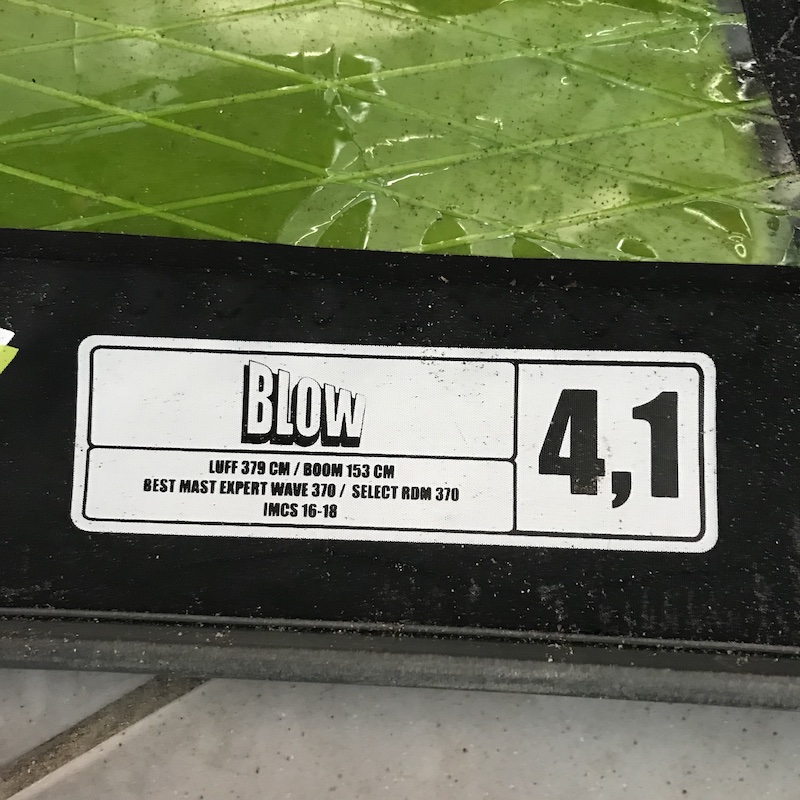 BLOW
LUFF 379 CM / BOOM 153 CM
BEST MAST EXPERT WAVE 370 / SELECT RDM 370
IMCS 16-18
4,1